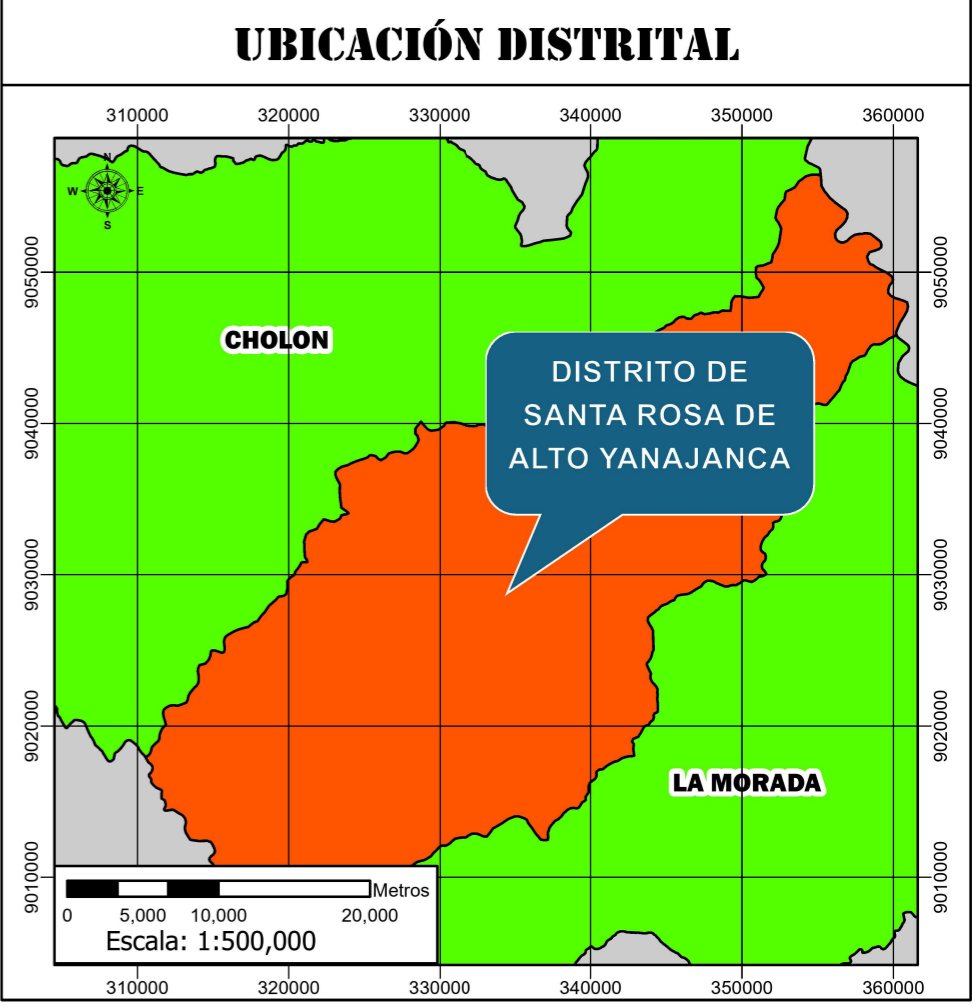 UBICACIÓN DISTRITAL
310000 320000 330000 340000 350000 360000
N
W E
S
9050000 9050000
CHOLON
DISTRITO DE
SANTA ROSA DE
ALTO YANAJANCA
9040000 9040000
9030000 9030000
9020000 9020000
LA MORADA
9010000 9010000
Metros
0 5,000 10,000 20,000
Escala: 1:500,000
310000 320000 330000 340000 350000 360000